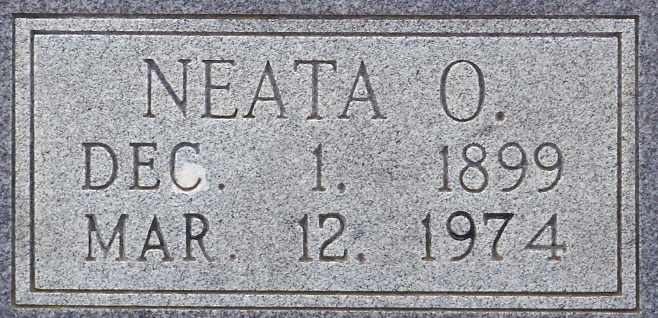 NEATA O.
DEC. 1, 1899
MAR. 12, 1974